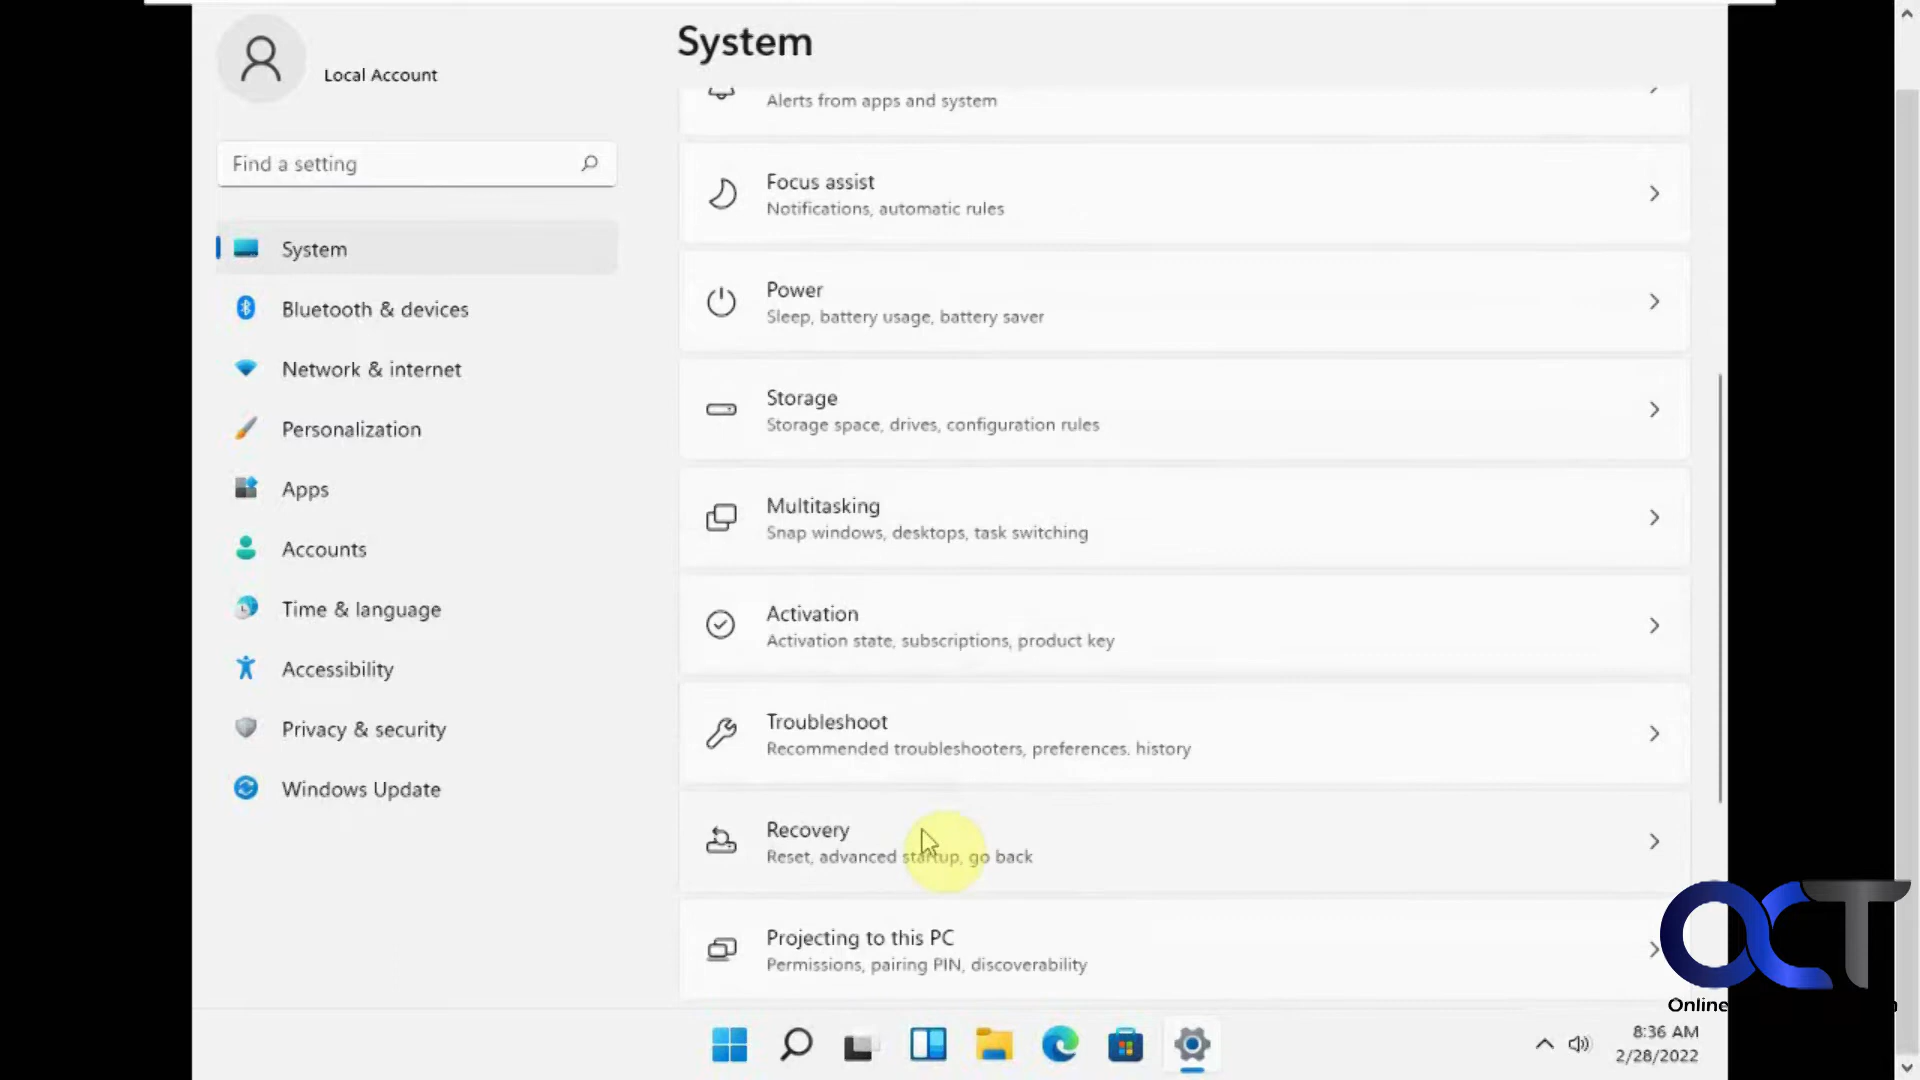 System
Local Account
Alerts from apps and system
Find a setting
Focus assist
Notifications, automatic rules
System
Power
Sleep, battery usage, battery saver
Bluetooth & devices
Network & internet
Storage
Storage space, drives, configuration rules
Personalization
Apps
Multitasking
Snap windows, desktops, task switching
Accounts
Time & language
Activation
Activation state, subscriptions, product key
Accessibility
Privacy & security
Troubleshoot
Recommended troubleshooters, preferences. history
Windows Update
Recovery
Reset, advanced startup, go back
Projecting to this PC
Permissions, pairing PIN, discoverability
OCT
Online
8:36 AM
2/28/2022